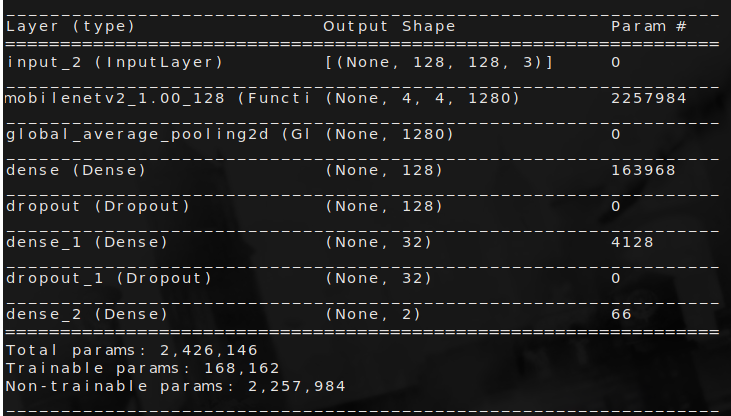 Layer (type) Output Shape Param #
input_2 (InputLayer) [(None, 128, 128, 3)] 0
mobilenetv2_1.00_128 (Functi (None, 4, 4, 1280) 2257984
global_average_pooling2d (Gl (None, 1280) 0
dense (Dense) (None, 128) 163968
dropout (Dropout) (None, 128) 0
dense_1 (Dense) (None, 32) 4128
dropout_1 (Dropout) (None, 32) 0
dense_2 (Dense) (None, 2) 66
Total params: 2,426,146
Trainable params: 168,162
Non-trainable params: 2,257,984